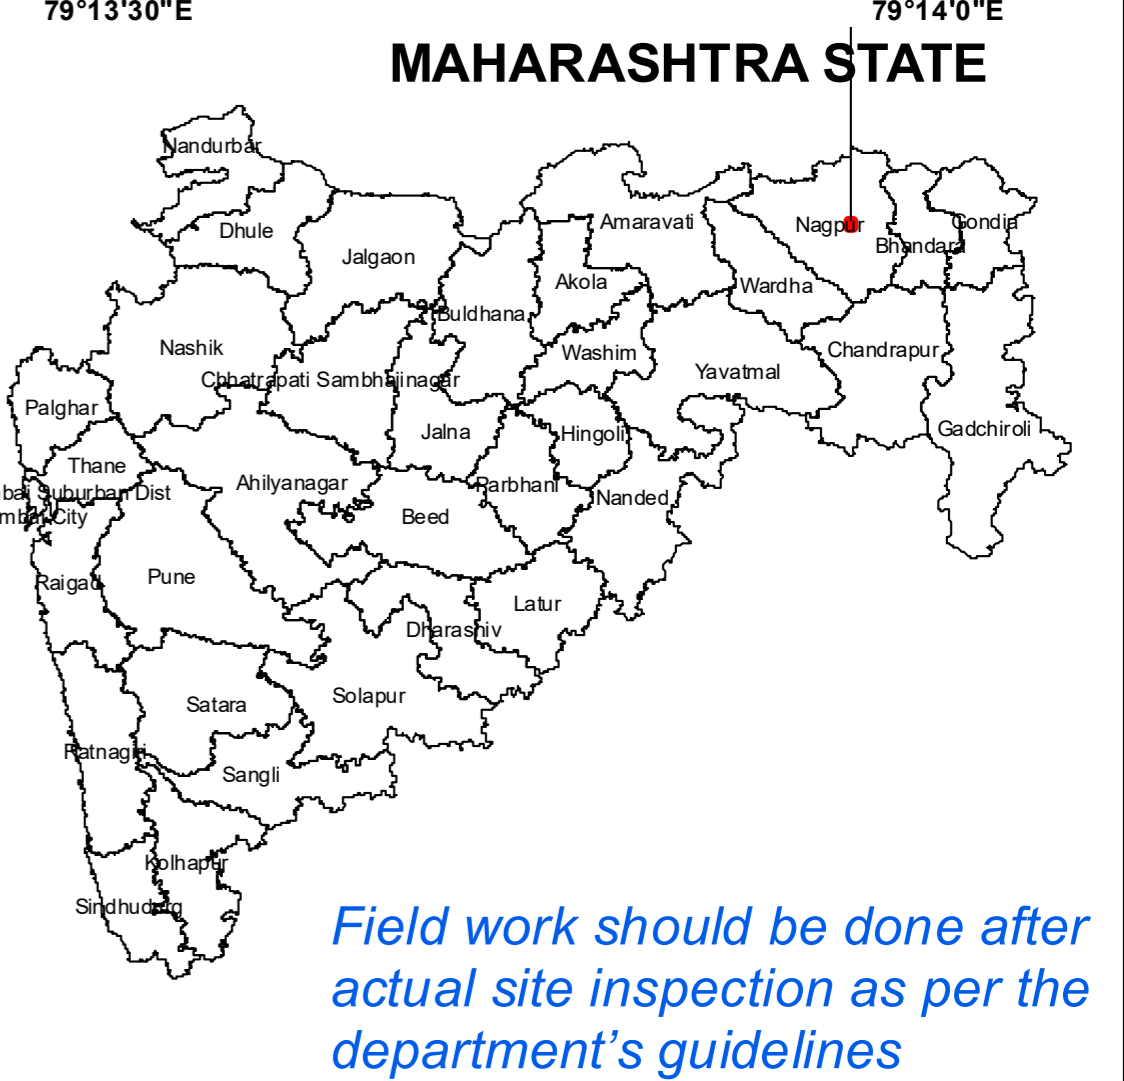 79°13'30"E
79°14'0"E
MAHARASHTRA STATE
Nandurbar
Dhule
Jalgaon
Amaravati
Nagpur
Gondia
Bhandara
Akola
Wardha
Buldhana
Nashik
Washim
Chandrapur
Chhatrapati Sambhajinagar
Yavatmal
Palghar
Jalna
Hingoli
Gadchiroli
Thane
Ahilyanagar
Parbhani
bai Suburban Dist
Nanded
mbai City
Beed
Raigad
Pune
Latur
Dharashiv
Satara
Solapur
Ratnagiri
Sangli
Kolhapur
Sindhudurg
Field work should be done after
actual site inspection as per the
department’s guidelines